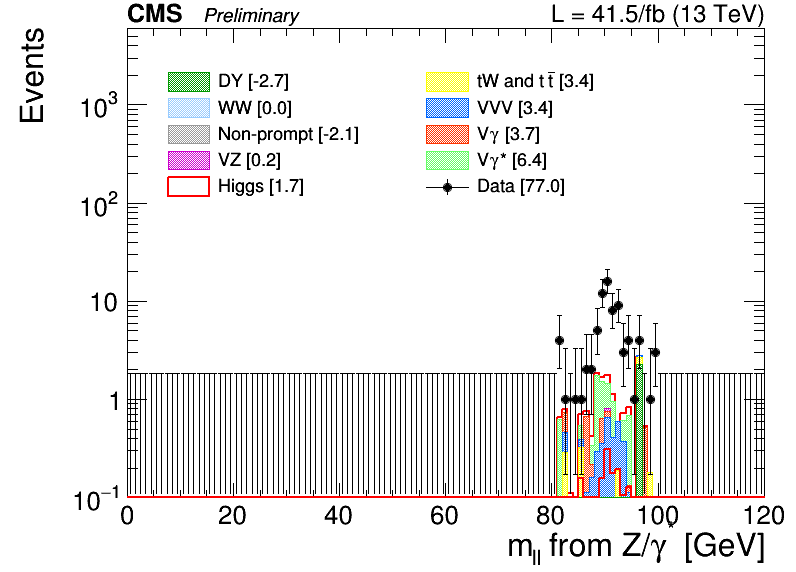 CMS Preliminary L = 41.5/fb (13 TeV)
Events
DY [-2.7]
WW [0.0]
Non-prompt [-2.1]
VZ [0.2]
Higgs [1.7]
tW and tt̅ [3.4]
VVV [3.4]
Vγ [3.7]
Vγ* [6.4]
Data [77.0]
10³
10²
10
1
10⁻¹
0 20 40 60 80 100 120
m_ll from Z/γ* [GeV]